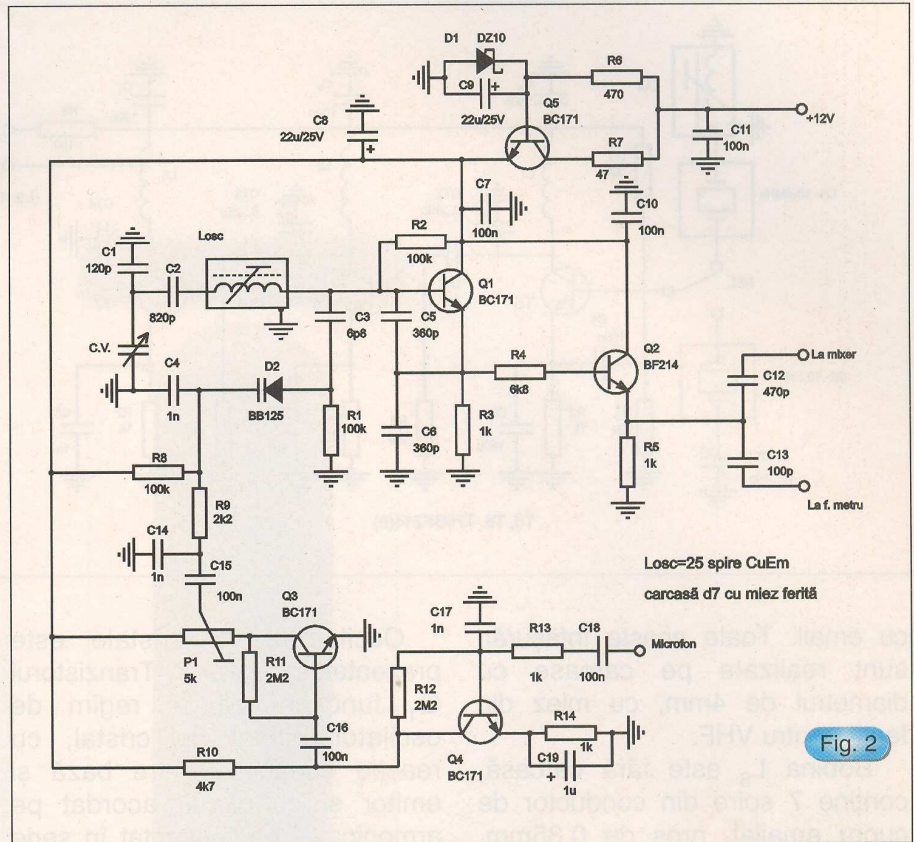 D1
DZ10
C9
22u/25V
R6
470
Q5
BC171
+12V
C11
100n
R7
47
C8
22u/25V
C7
100n
C10
100n
R2
100k
Losc
C1
120p
C2
820p
Q1
BC171
C3
6p8
C5
360p
C.V.
C4
1n
D2
BB125
R4
6k8
Q2
BF214
La mixer
C12
470p
R1
100k
C6
360p
R3
1k
R5
1k
C13
100p
La f. metru
R8
100k
R9
2k2
C14
1n
C15
100n
Losc=25 spire CuEm
carcasă d7 cu miez ferită
Q3
BC171
C17
1n
R13
1k
C18
100n
Microfon
P1
5k
R11
2M2
R12
2M2
C16
100n
R14
1k
R10
4k7
Q4
BC171
C19
1u
Fig. 2